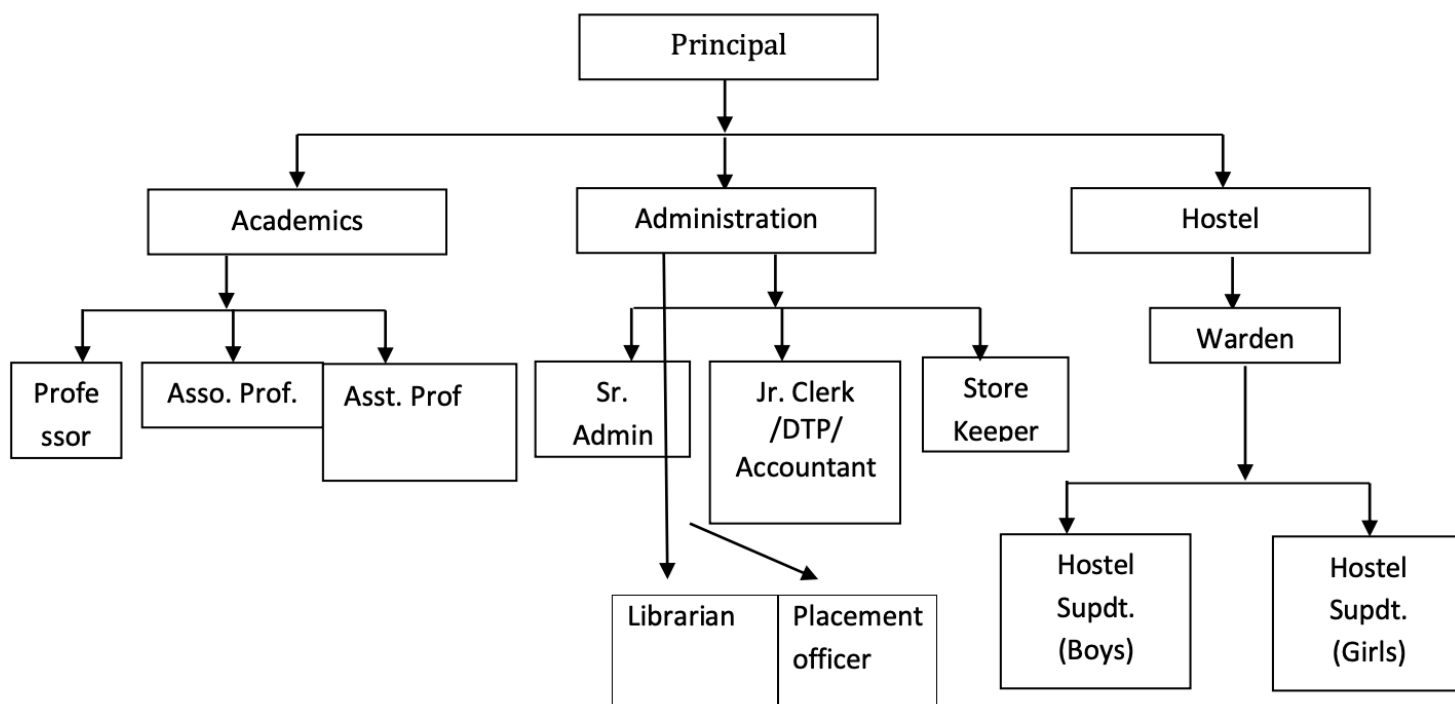 Principal
Academics
Administration
Hostel
Warden
Profe
ssor
Asso. Prof.
Asst. Prof
Sr.
Admin
Jr. Clerk
/DTP/
Accountant
Store
Keeper
Librarian
Placement
officer
Hostel
Supdt.
(Boys)
Hostel
Supdt.
(Girls)